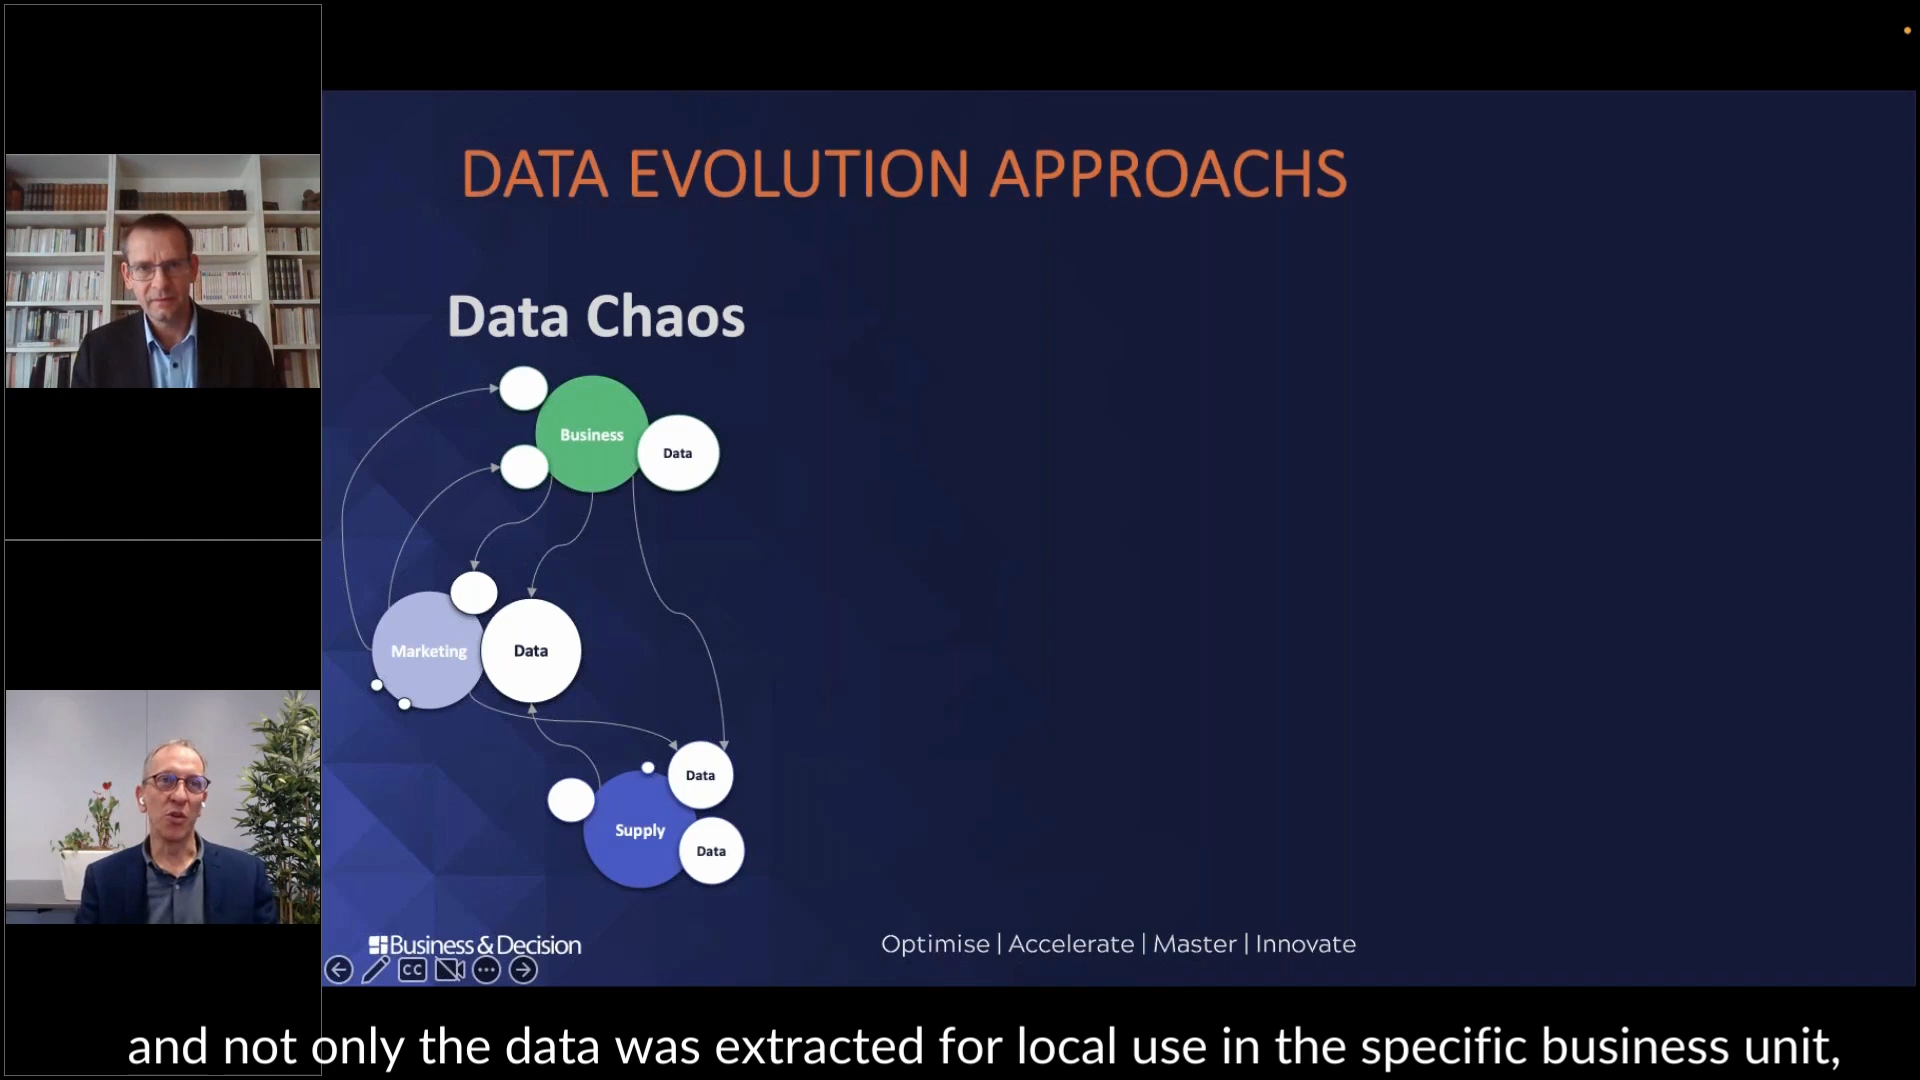 DATA EVOLUTION APPROACHS
Data Chaos
Business
Data
Marketing
Data
Data
Supply
Data
Business & Decision
Optimise | Accelerate | Master | Innovate
CC
and not only the data was extracted for local use in the specific business unit,